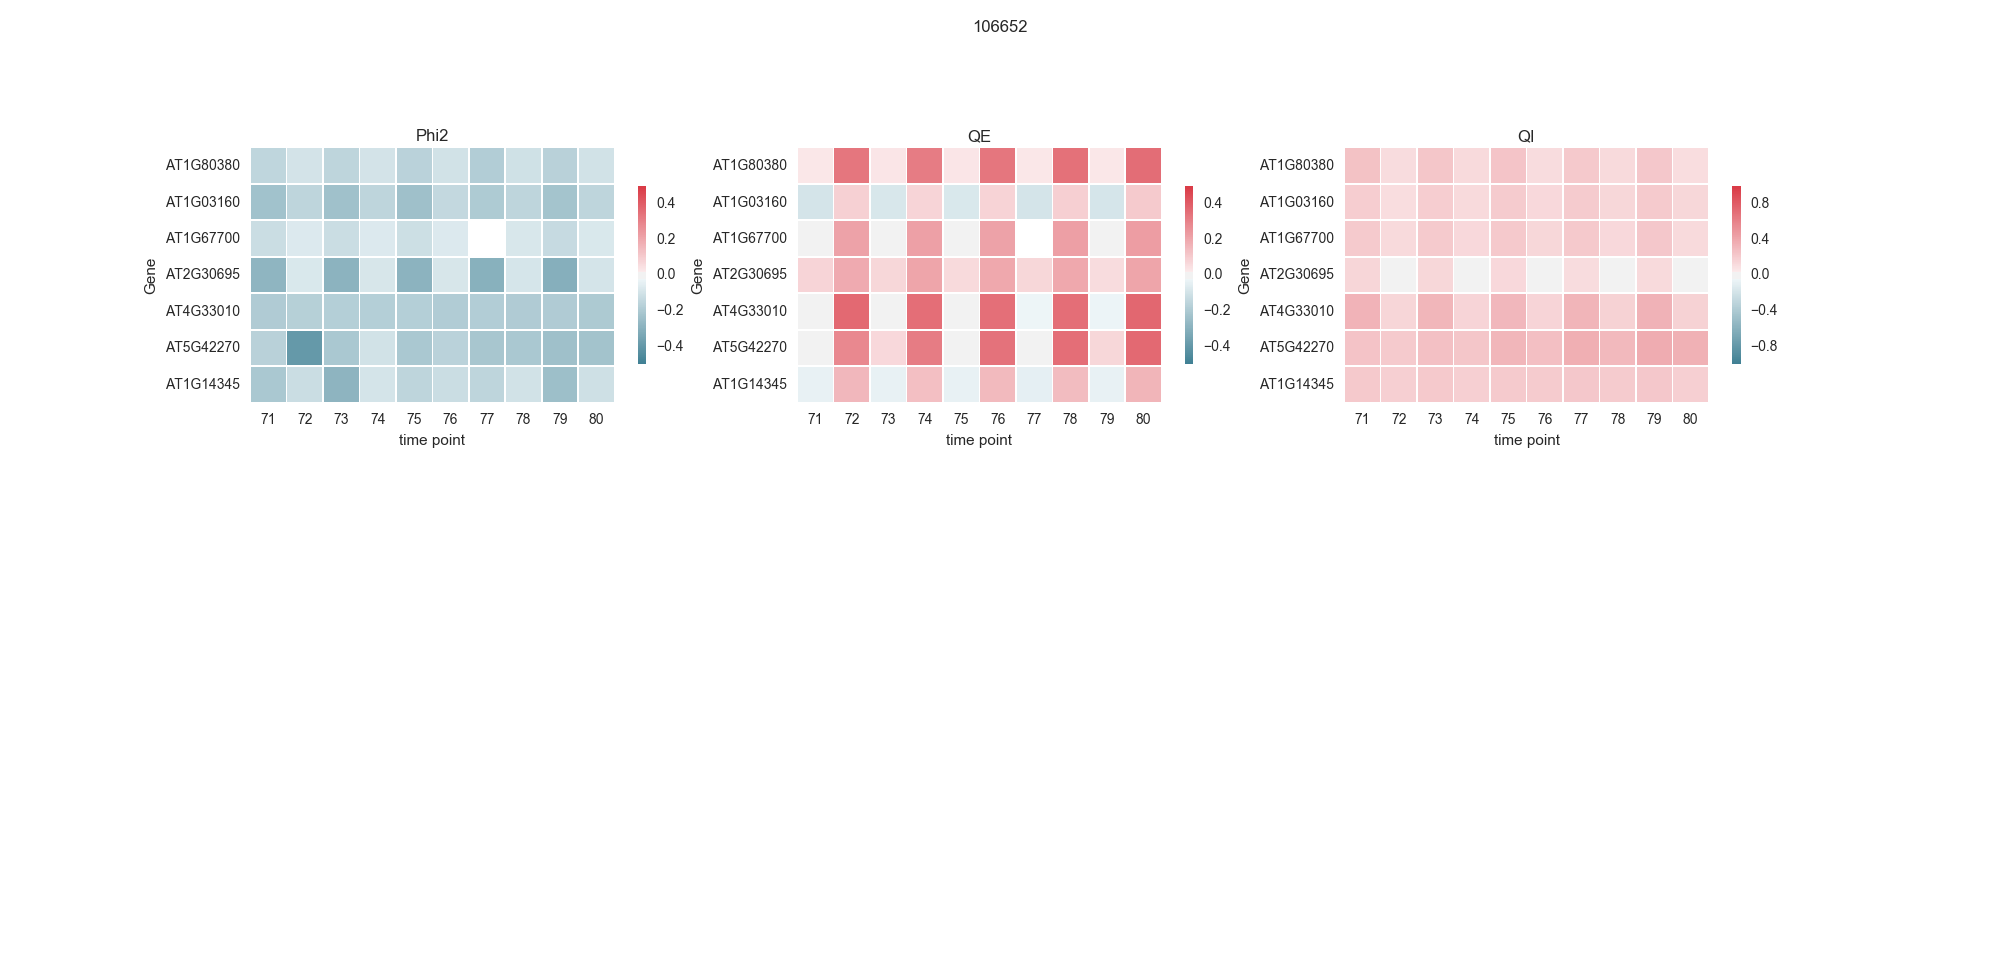 106652
Phi2
AT1G80380
AT1G03160
AT1G67700
AT2G30695
AT4G33010
AT5G42270
AT1G14345
Gene
71 72 73 74 75 76 77 78 79 80
time point
0.4
0.2
0.0
−0.2
−0.4
QE
AT1G80380
AT1G03160
AT1G67700
AT2G30695
AT4G33010
AT5G42270
AT1G14345
Gene
71 72 73 74 75 76 77 78 79 80
time point
0.4
0.2
0.0
−0.2
−0.4
QI
AT1G80380
AT1G03160
AT1G67700
AT2G30695
AT4G33010
AT5G42270
AT1G14345
Gene
71 72 73 74 75 76 77 78 79 80
time point
0.8
0.4
0.0
−0.4
−0.8